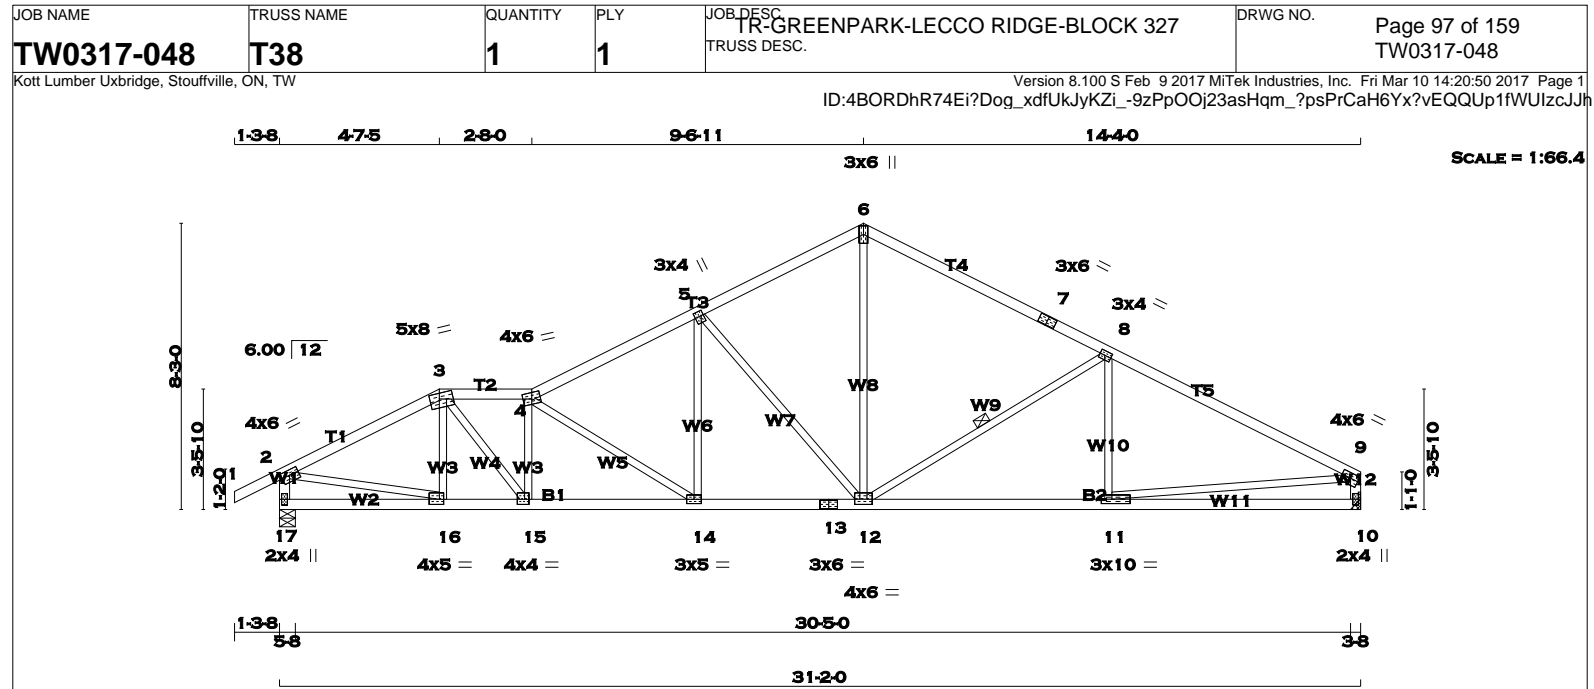 JOB NAME TRUSS NAME QUANTITY PLY JOB DESC. TR-GREENPARK-LECCO RIDGE-BLOCK 327 DRWG NO. Page 97 of 159
TW0317-048 T38 1 1 TRUSS DESC. TW0317-048
Kott Lumber Uxbridge, Stouffville, ON, TW Version 8.100 S Feb 9 2017 MiTek Industries, Inc. Fri Mar 10 14:20:50 2017 Page 1
ID:4BORDhR74Ei?Dog_xdfUkJyKZi_-9zPpOOj23asHqm_?psPrCaH6Yx?vEQQUp1fWUIzcJJh
1-3-8 4-7-5 2-8-0 9-6-11 14-4-0
3x6 ||
SCALE = 1:66.4
6
3x4 \\
T4
3x6
5
T3
7
3x4
8
5x8 =
4x6 =
6.00 12
3
T2
8-3-0
W8
T5
4
W9
4x6
4x6
T1
W6
W7
3-5-10
W10
9
3-5-10
2
W3
W4
W3
W5
1
W1
W12
1-2-0
W2
B1
B2
W11
1-1-0
17 16 15 14 13 12 11 10
2x4 ||
4x5 =
4x4 =
3x5 =
3x6 =
3x10 =
2x4 ||
4x6 =
1-3-8 30-5-0
5-8 3-8
31-2-0